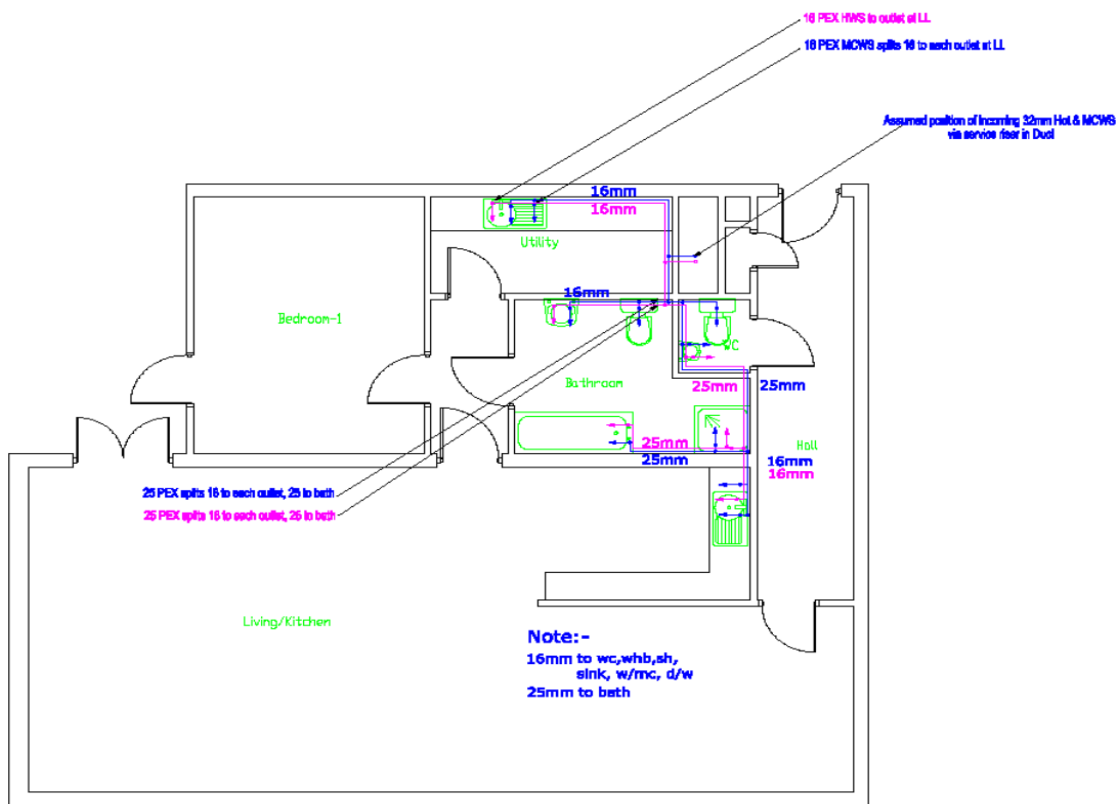 16 PEX HWS to outlet at LL
16 PEX MCWS splits 16 to each outlet at LL
Assumed position of incoming 32mm Hot & MCWS
via service riser in Duct
16mm
16mm
Utility
16mm
Bedroom-1
WC
Bathroom
25mm
25mm
25mm
25mm
Hall
16mm
16mm
25 PEX splits 16 to each outlet, 25 to bath
25 PEX splits 16 to each outlet, 25 to bath
Living/Kitchen
Note:-
16mm to wc,whb,sh,
sink, w/mc, d/w
25mm to bath